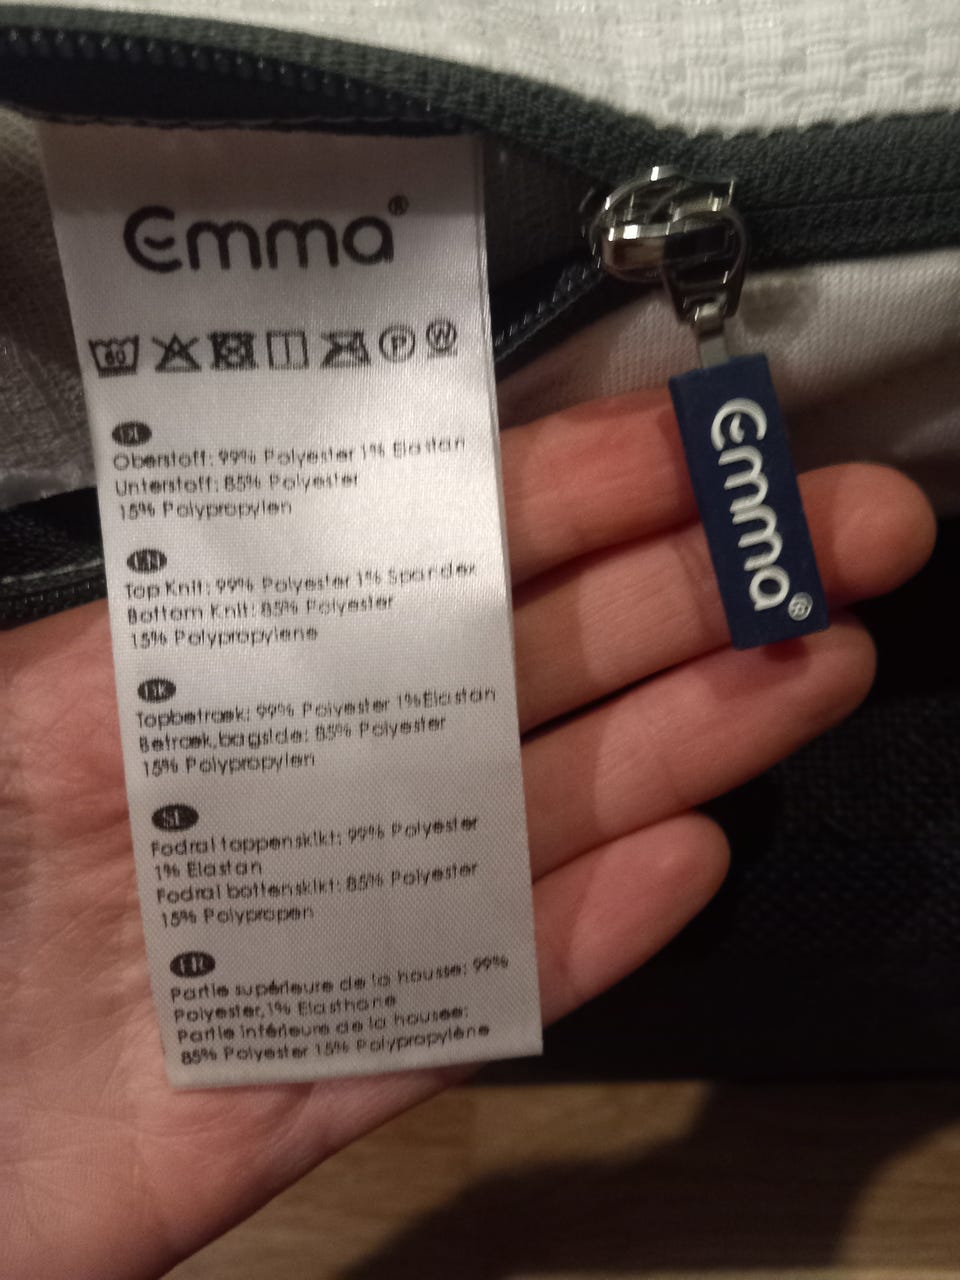 Emma®
60 P W
DE
Oberstoff: 99% Polyester 1% Elastan
Unterstoff: 85% Polyester
15% Polypropylen
EN
Top Knit: 99% Polyester 1% Spandex
Bottom Knit: 85% Polyester
15% Polypropylene
DK
Topbetræk: 99% Polyester 1%Elastan
Betræk,bagside: 85% Polyester
15% Polypropylen
SE
Fodral toppenskikt: 99% Polyester
1% Elastan
Fodral bottenskikt: 85% Polyester
15% Polypropen
FR
Partie supérieure de la housse: 99%
Polyester,1% Elasthane
Partie inférieure de la housee:
85% Polyester 15% Polypropylène
Emma®